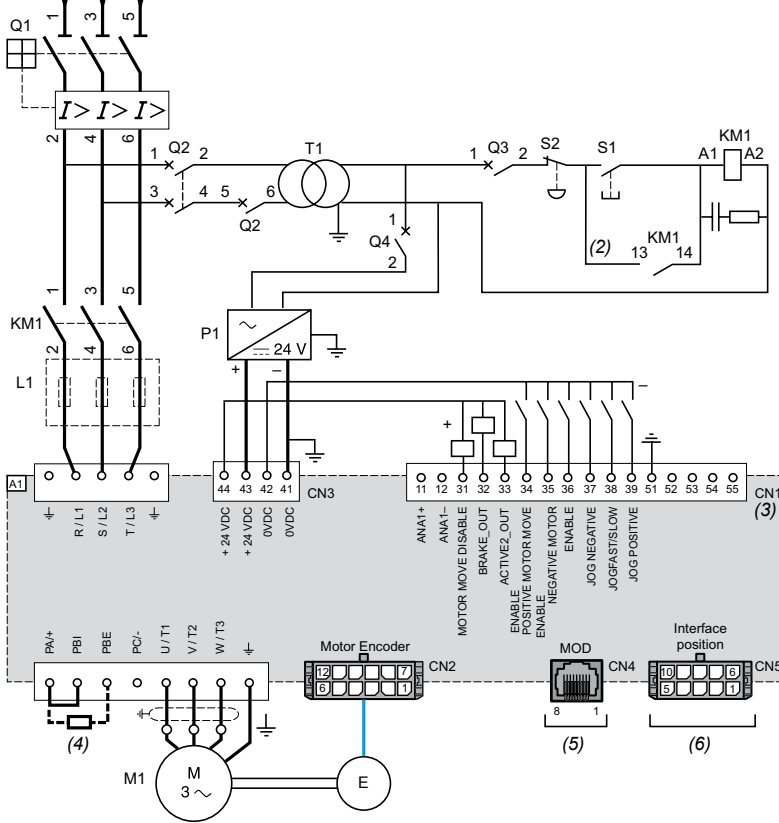 1 3 5
Q1
I> I> I>
2 4 6
1 Q2 2
3 4 5 6
Q2
T1
1 Q3 2 S2 S1 KM1
A1 A2
1
Q4
2
(2) 13 KM1 14
1 3 5
KM1
2 4 6
L1
P1
24 V
+ –
–
+
A1
R / L1
S / L2
T / L3
44 43 42 41
CN3
+ 24 VDC
+ 24 VDC
0VDC
0VDC
11 12 31 32 33 34 35 36 37 38 39 51 52 53 54 55
CN1
(3)
ANA1+
ANA1–
MOTOR MOVE DISABLE
BRAKE_OUT
ACTIVE2_OUT
ENABLE
POSITIVE MOTOR MOVE
ENABLE
NEGATIVE MOTOR
ENABLE
JOG NEGATIVE
JOGFAST/SLOW
JOG POSITIVE
PA/+
PBI
PBE
PC/-
U / T1
V / T2
W / T3
Motor Encoder
12 7
6 1
CN2
MOD
CN4
8 1
Interface
position
10 6
5 1
CN5
(4)
(5)
(6)
M1
M
3
E